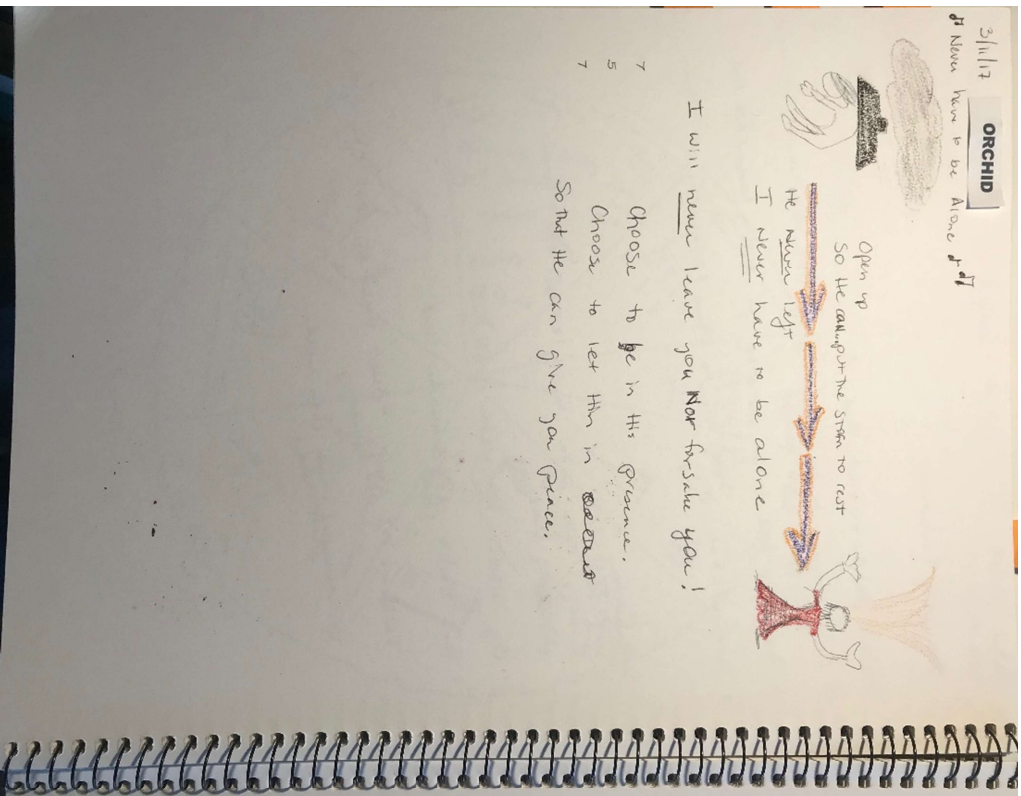 3/11/17
ORCHID
Never have to be Alone
Open up
So He can put the storm to rest
He Never left
I Never have to be alone
I will never leave you Nor forsake you!
7 Choose to be in His presence.
5 Choose to let Him in
7 So that He can give you peace.